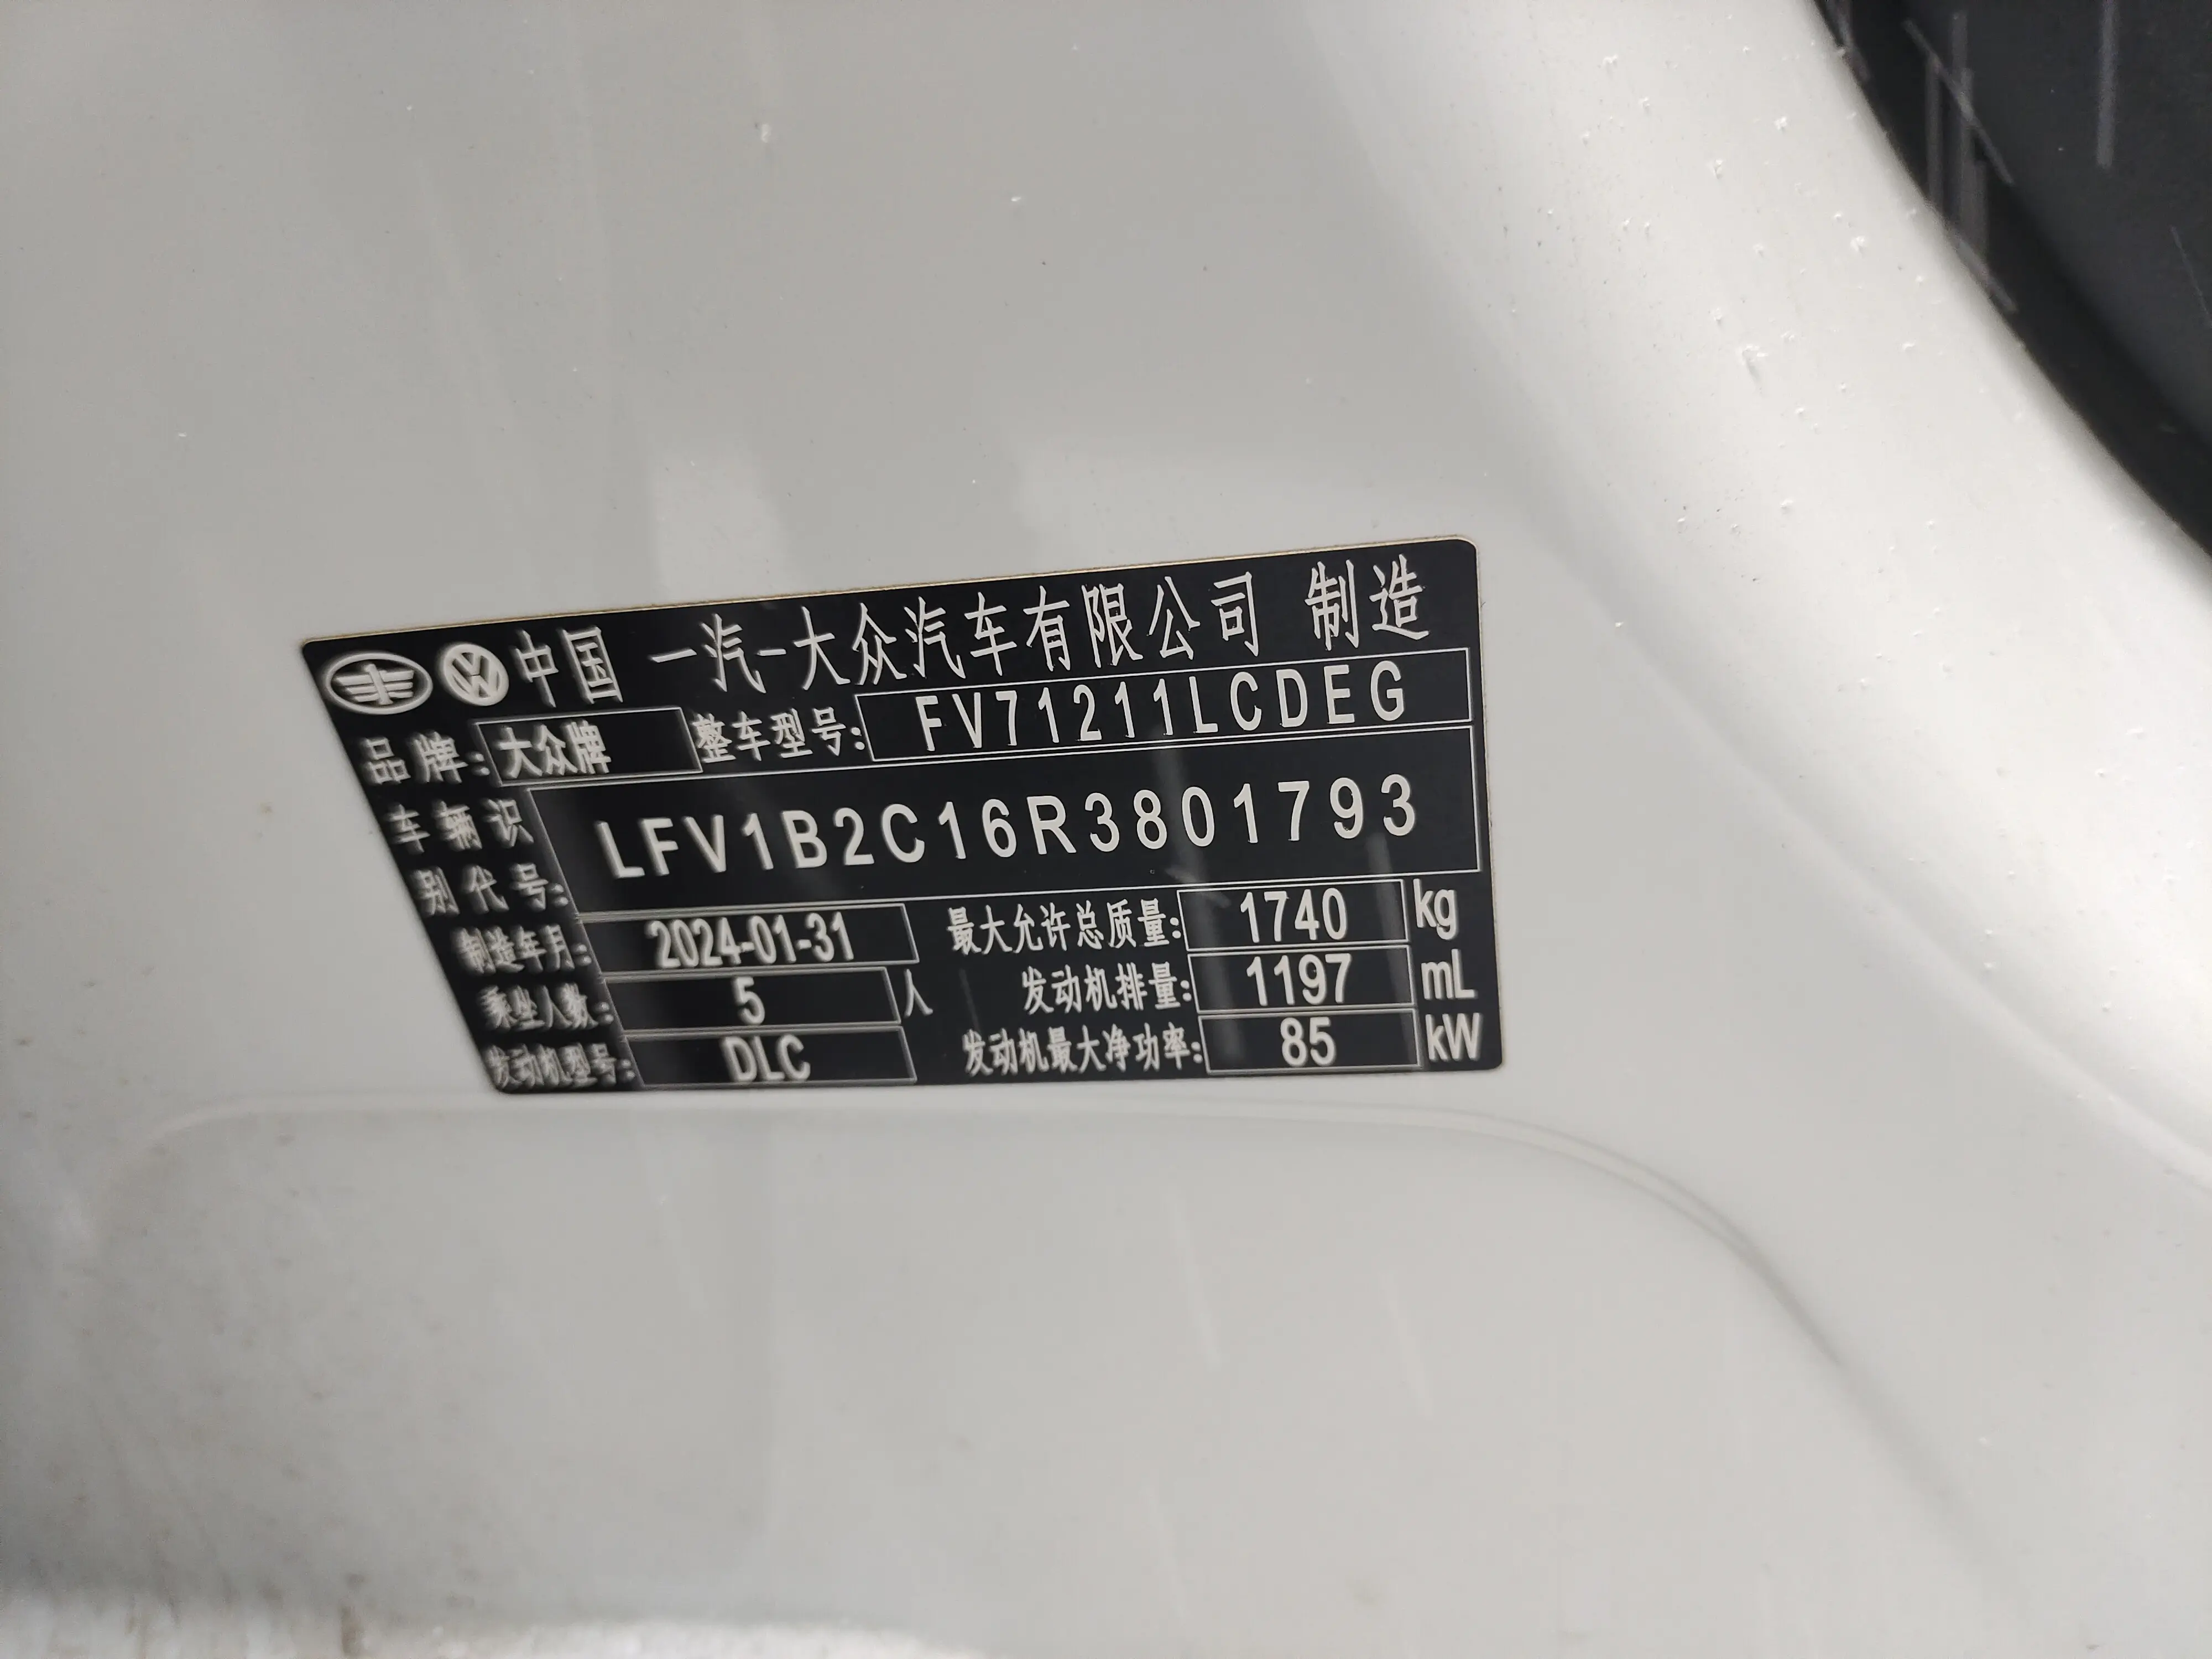 中国 一汽-大众汽车有限公司 制造
品牌: 大众牌 整车型号: FV71211LCDEG
车辆识别代号: LFV1B2C16R3801793
制造年月: 2024-01-31 最大允许总质量: 1740 kg
乘坐人数: 5 人 发动机排量: 1197 mL
发动机型号: DLC 发动机最大净功率: 85 kW